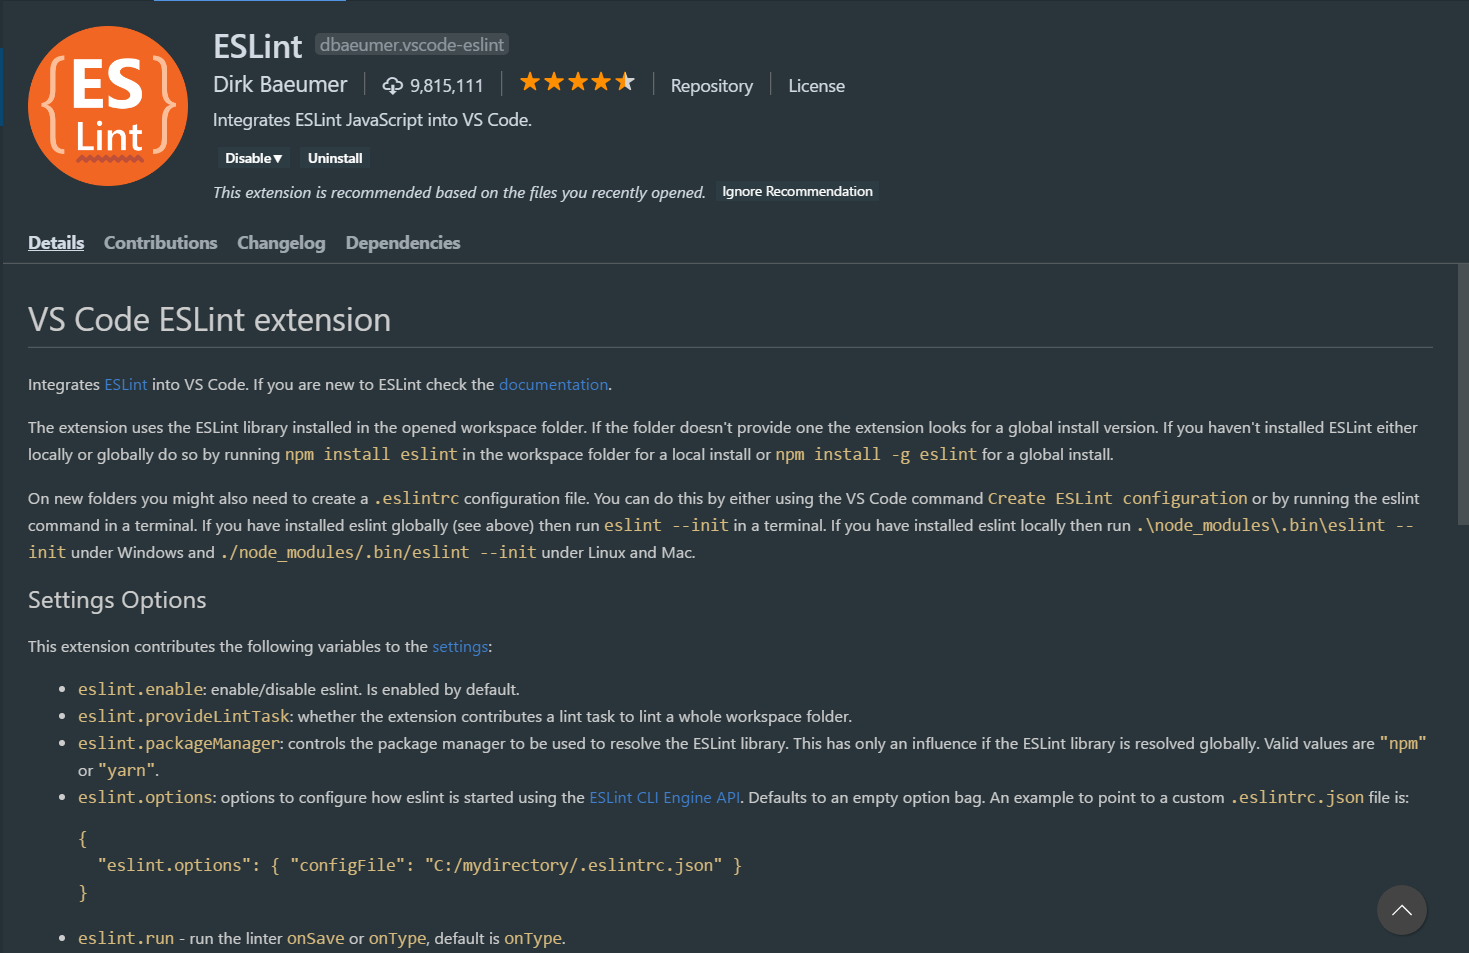 ES
Lint
ESLint dbaeumer.vscode-eslint
Dirk Baeumer 9,815,111 Repository License
Integrates ESLint JavaScript into VS Code.
Disable▼ Uninstall
This extension is recommended based on the files you recently opened. Ignore Recommendation
Details Contributions Changelog Dependencies
VS Code ESLint extension
Integrates ESLint into VS Code. If you are new to ESLint check the documentation.
The extension uses the ESLint library installed in the opened workspace folder. If the folder doesn't provide one the extension looks for a global install version. If you haven't installed ESLint either
locally or globally do so by running npm install eslint in the workspace folder for a local install or npm install -g eslint for a global install.
On new folders you might also need to create a .eslintrc configuration file. You can do this by either using the VS Code command Create ESLint configuration or by running the eslint
command in a terminal. If you have installed eslint globally (see above) then run eslint --init in a terminal. If you have installed eslint locally then run .\node_modules\.bin\eslint --
init under Windows and ./node_modules/.bin/eslint --init under Linux and Mac.
Settings Options
This extension contributes the following variables to the settings:
• eslint.enable: enable/disable eslint. Is enabled by default.
• eslint.provideLintTask: whether the extension contributes a lint task to lint a whole workspace folder.
• eslint.packageManager: controls the package manager to be used to resolve the ESLint library. This has only an influence if the ESLint library is resolved globally. Valid values are "npm"
or "yarn".
• eslint.options: options to configure how eslint is started using the ESLint CLI Engine API. Defaults to an empty option bag. An example to point to a custom .eslintrc.json file is:
{
"eslint.options": { "configFile": "C:/mydirectory/.eslintrc.json" }
}
• eslint.run - run the linter onSave or onType, default is onType.